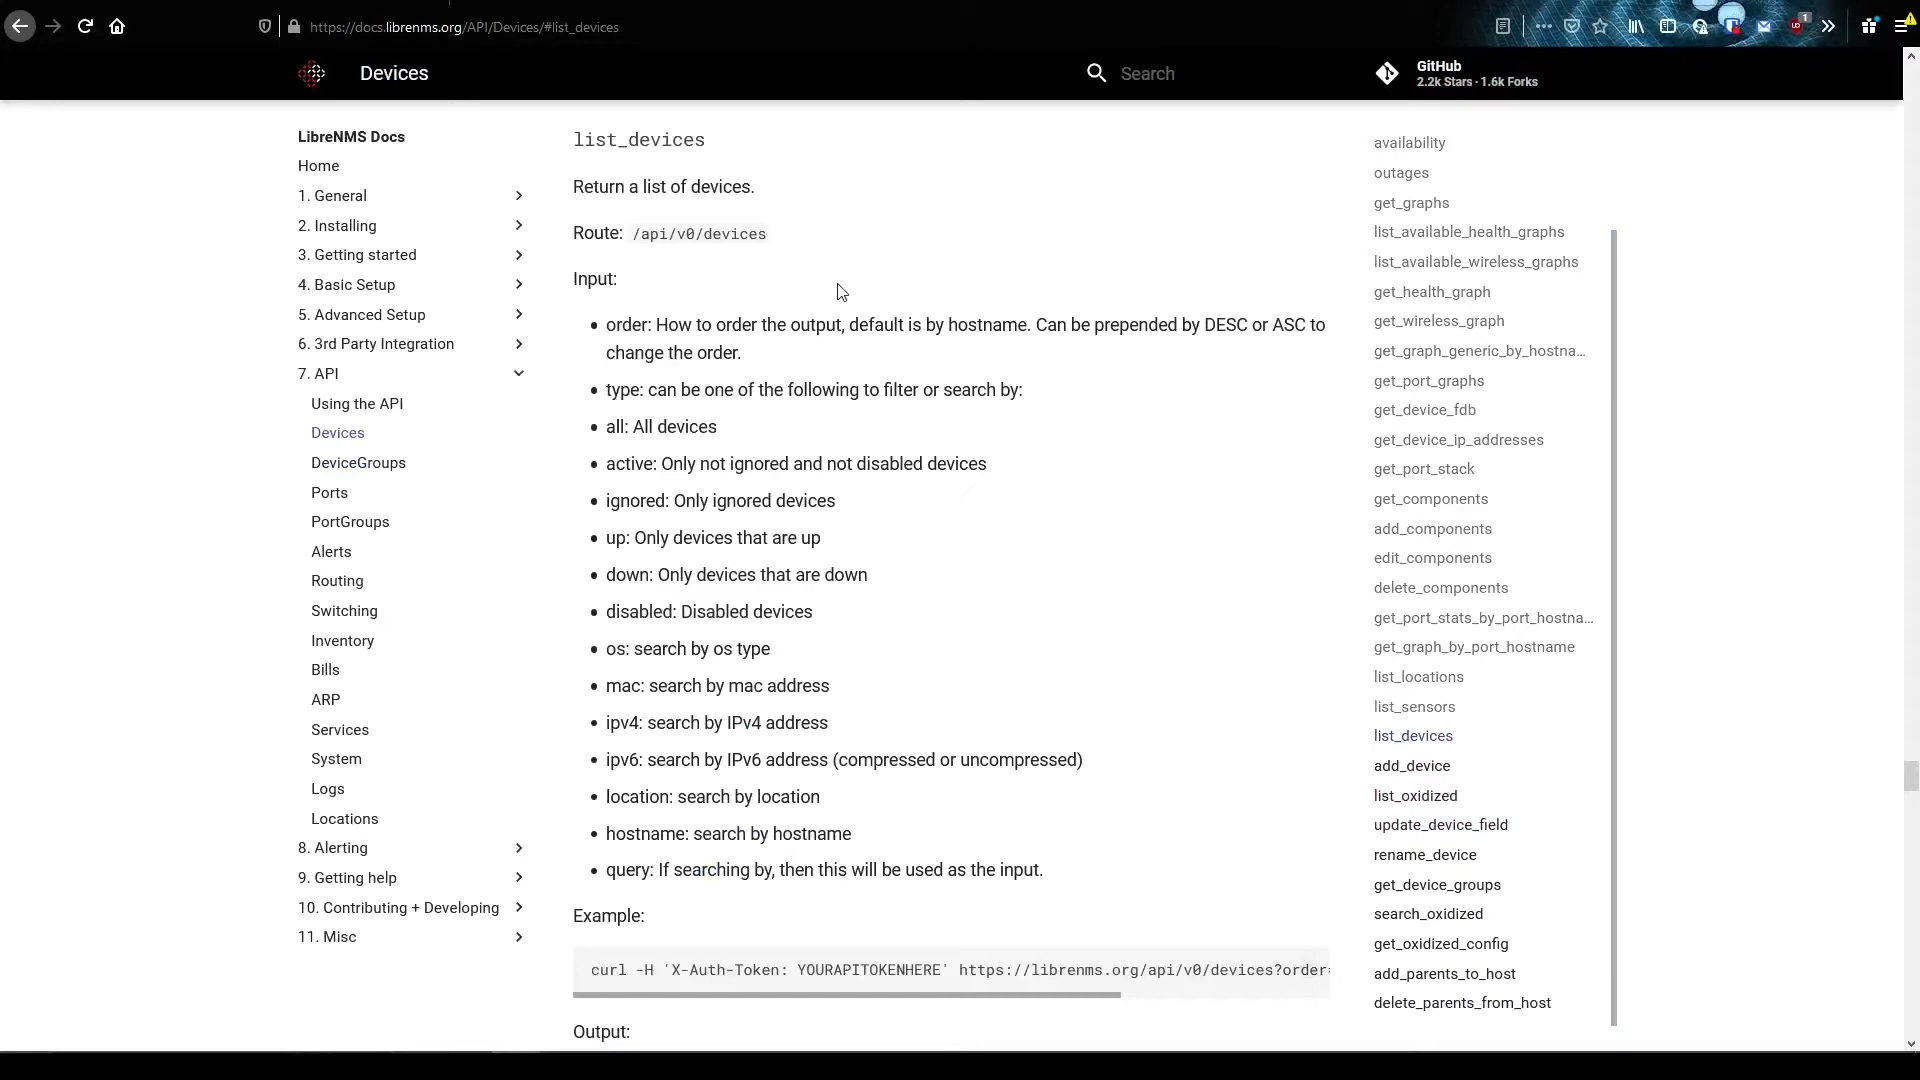 https://docs.librenms.org/API/Devices/#list_devices
1
Devices
Search
GitHub
2.2k Stars · 1.6k Forks
LibreNMS Docs
Home
1. General
2. Installing
3. Getting started
4. Basic Setup
5. Advanced Setup
6. 3rd Party Integration
7. API
Using the API
Devices
DeviceGroups
Ports
PortGroups
Alerts
Routing
Switching
Inventory
Bills
ARP
Services
System
Logs
Locations
8. Alerting
9. Getting help
10. Contributing + Developing
11. Misc
list_devices
Return a list of devices.
Route: /api/v0/devices
Input:
• order: How to order the output, default is by hostname. Can be prepended by DESC or ASC to
change the order.
• type: can be one of the following to filter or search by:
• all: All devices
• active: Only not ignored and not disabled devices
• ignored: Only ignored devices
• up: Only devices that are up
• down: Only devices that are down
• disabled: Disabled devices
• os: search by os type
• mac: search by mac address
• ipv4: search by IPv4 address
• ipv6: search by IPv6 address (compressed or uncompressed)
• location: search by location
• hostname: search by hostname
• query: If searching by, then this will be used as the input.
Example:
curl -H 'X-Auth-Token: YOURAPITOKENHERE' https://librenms.org/api/v0/devices?order=
Output:
availability
outages
get_graphs
list_available_health_graphs
list_available_wireless_graphs
get_health_graph
get_wireless_graph
get_graph_generic_by_hostna...
get_port_graphs
get_device_fdb
get_device_ip_addresses
get_port_stack
get_components
add_components
edit_components
delete_components
get_port_stats_by_port_hostna...
get_graph_by_port_hostname
list_locations
list_sensors
list_devices
add_device
list_oxidized
update_device_field
rename_device
get_device_groups
search_oxidized
get_oxidized_config
add_parents_to_host
delete_parents_from_host